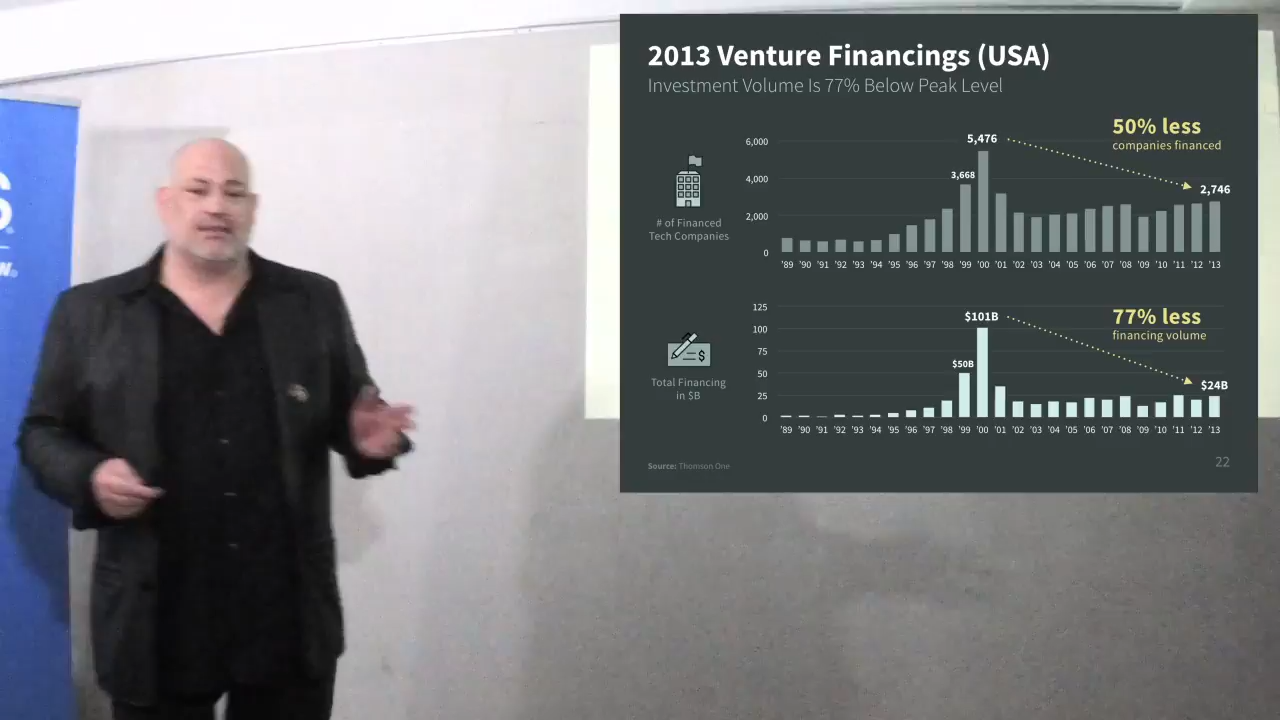 2013 Venture Financings (USA)
Investment Volume Is 77% Below Peak Level
50% less
companies financed
6,000
4,000
2,000
0
5,476
3,668
2,746
# of Financed
Tech Companies
'89 '90 '91 '92 '93 '94 '95 '96 '97 '98 '99 '00 '01 '02 '03 '04 '05 '06 '07 '08 '09 '10 '11 '12 '13
77% less
financing volume
125
100
75
50
25
0
$101B
$50B
$24B
$
Total Financing
in $B
'89 '90 '91 '92 '93 '94 '95 '96 '97 '98 '99 '00 '01 '02 '03 '04 '05 '06 '07 '08 '09 '10 '11 '12 '13
Source: Thomson One
22